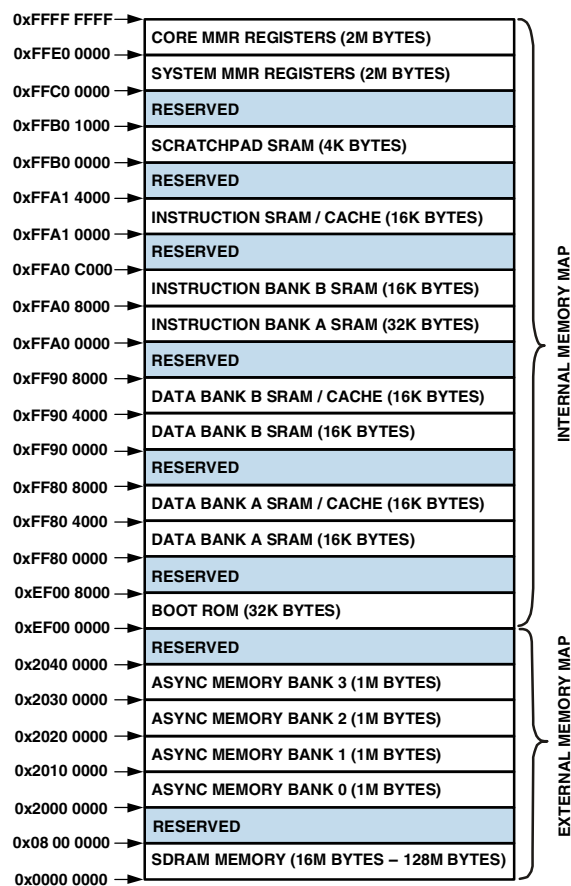 0xFFFF FFFF
CORE MMR REGISTERS (2M BYTES)
0xFFE0 0000
SYSTEM MMR REGISTERS (2M BYTES)
0xFFC0 0000
RESERVED
0xFFB0 1000
SCRATCHPAD SRAM (4K BYTES)
0xFFB0 0000
RESERVED
0xFFA1 4000
INSTRUCTION SRAM / CACHE (16K BYTES)
0xFFA1 0000
RESERVED
0xFFA0 C000
INSTRUCTION BANK B SRAM (16K BYTES)
0xFFA0 8000
INSTRUCTION BANK A SRAM (32K BYTES)
0xFFA0 0000
RESERVED
0xFF90 8000
DATA BANK B SRAM / CACHE (16K BYTES)
0xFF90 4000
DATA BANK B SRAM (16K BYTES)
0xFF90 0000
RESERVED
0xFF80 8000
DATA BANK A SRAM / CACHE (16K BYTES)
0xFF80 4000
DATA BANK A SRAM (16K BYTES)
0xFF80 0000
RESERVED
0xEF00 8000
BOOT ROM (32K BYTES)
0xEF00 0000
RESERVED
0x2040 0000
ASYNC MEMORY BANK 3 (1M BYTES)
0x2030 0000
ASYNC MEMORY BANK 2 (1M BYTES)
0x2020 0000
ASYNC MEMORY BANK 1 (1M BYTES)
0x2010 0000
ASYNC MEMORY BANK 0 (1M BYTES)
0x2000 0000
RESERVED
0x08 00 0000
SDRAM MEMORY (16M BYTES – 128M BYTES)
0x0000 0000
INTERNAL MEMORY MAP
EXTERNAL MEMORY MAP